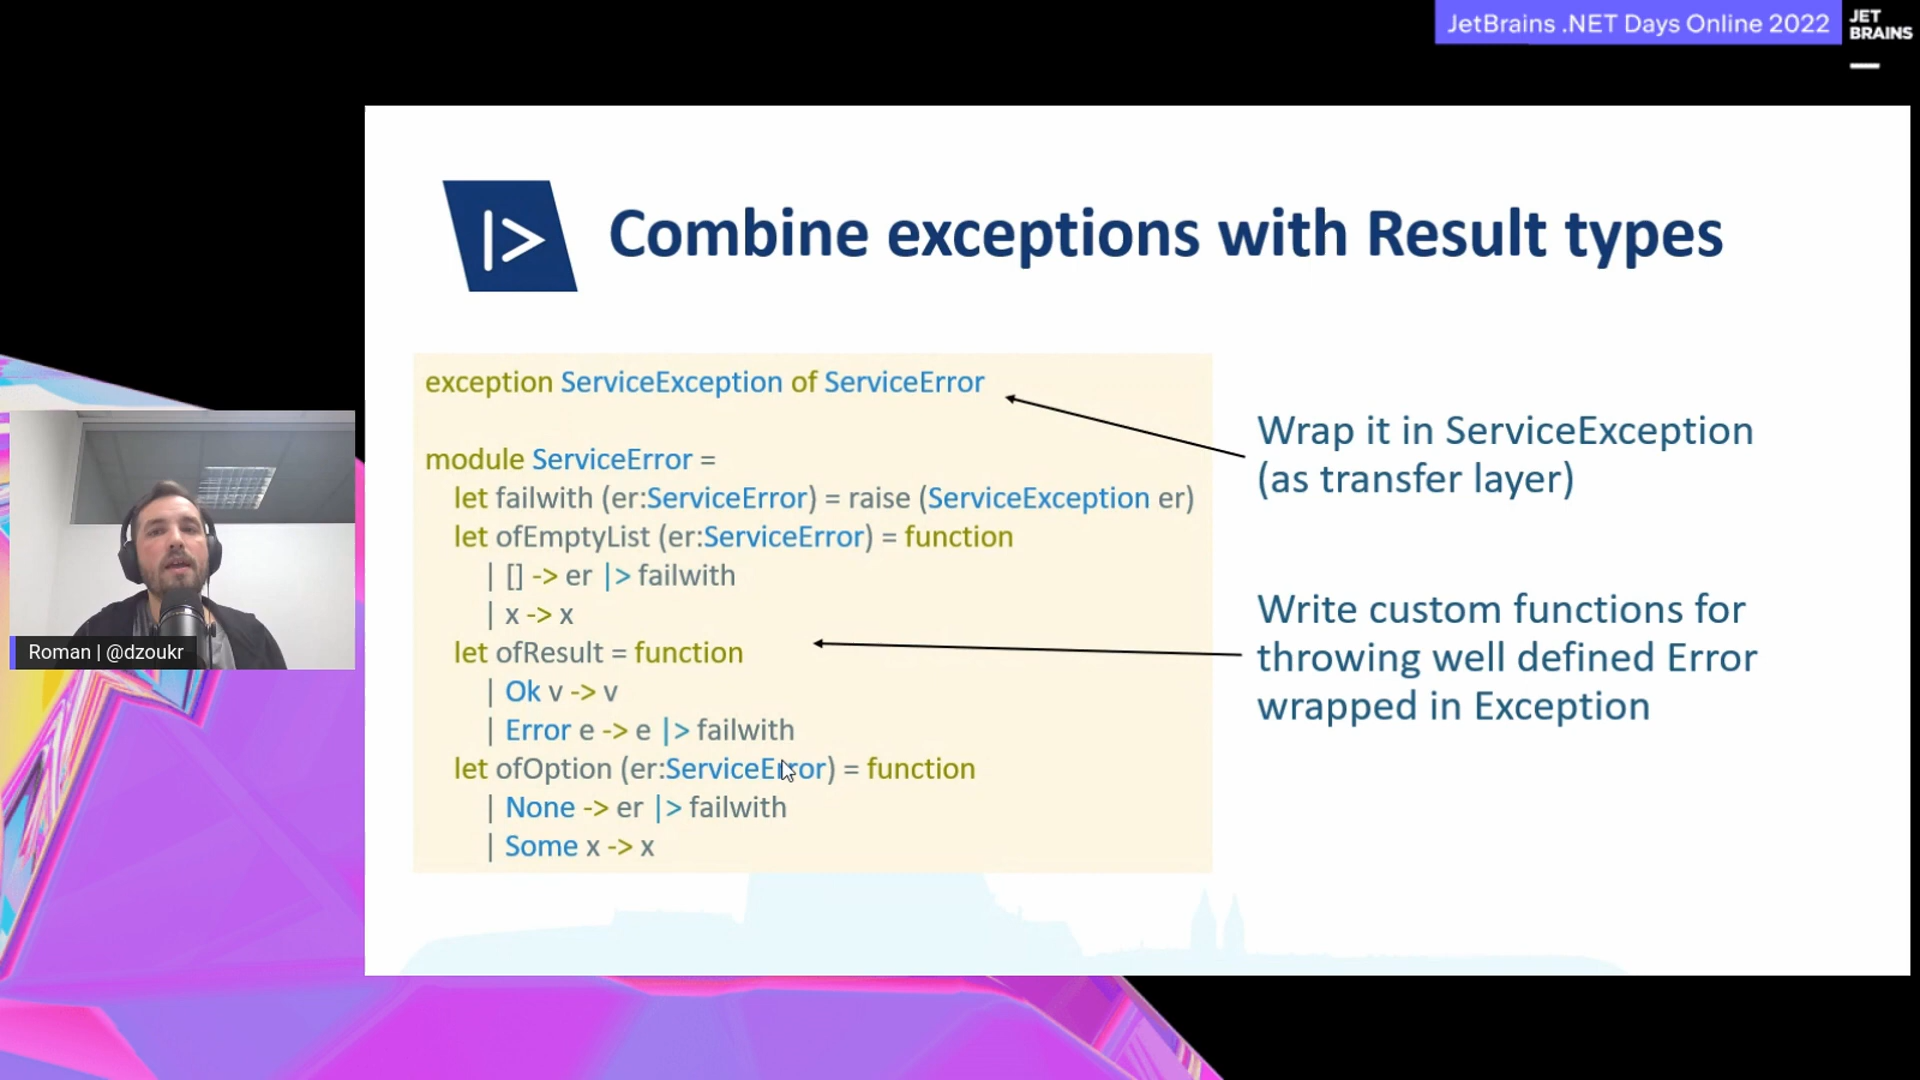 JetBrains .NET Days Online 2022
JET
BRAINS
|> Combine exceptions with Result types
exception ServiceException of ServiceError
module ServiceError =
let failwith (er:ServiceError) = raise (ServiceException er)
let ofEmptyList (er:ServiceError) = function
| [] -> er |> failwith
| x -> x
let ofResult = function
| Ok v -> v
| Error e -> e |> failwith
let ofOption (er:ServiceError) = function
| None -> er |> failwith
| Some x -> x
Wrap it in ServiceException
(as transfer layer)
Write custom functions for
throwing well defined Error
wrapped in Exception
Roman | @dzoukr